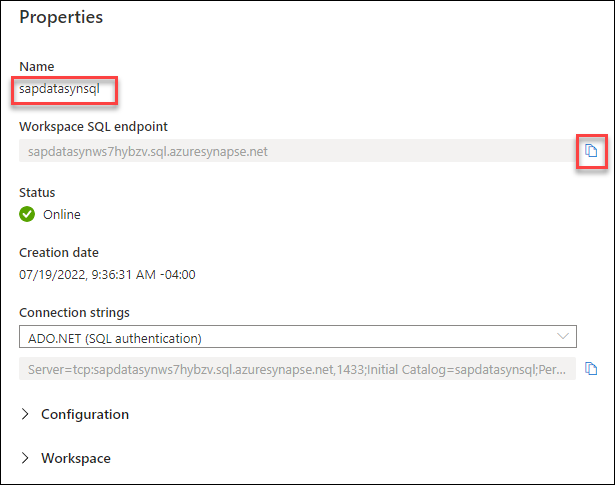 Properties
Name
sapdatasynsql
Workspace SQL endpoint
sapdatasynws7hybzv.sql.azuresynapse.net
Status
Online
Creation date
07/19/2022, 9:36:31 AM -04:00
Connection strings
ADO.NET (SQL authentication)
Server=tcp:sapdatasynws7hybzv.sql.azuresynapse.net,1433;Initial Catalog=sapdatasynsql;Per...
Configuration
Workspace